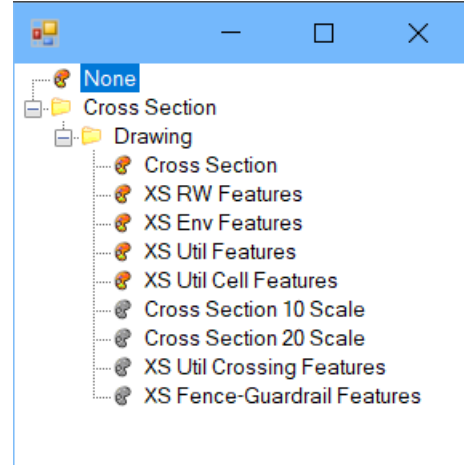 None
Cross Section
Drawing
Cross Section
XS RW Features
XS Env Features
XS Util Features
XS Util Cell Features
Cross Section 10 Scale
Cross Section 20 Scale
XS Util Crossing Features
XS Fence-Guardrail Features